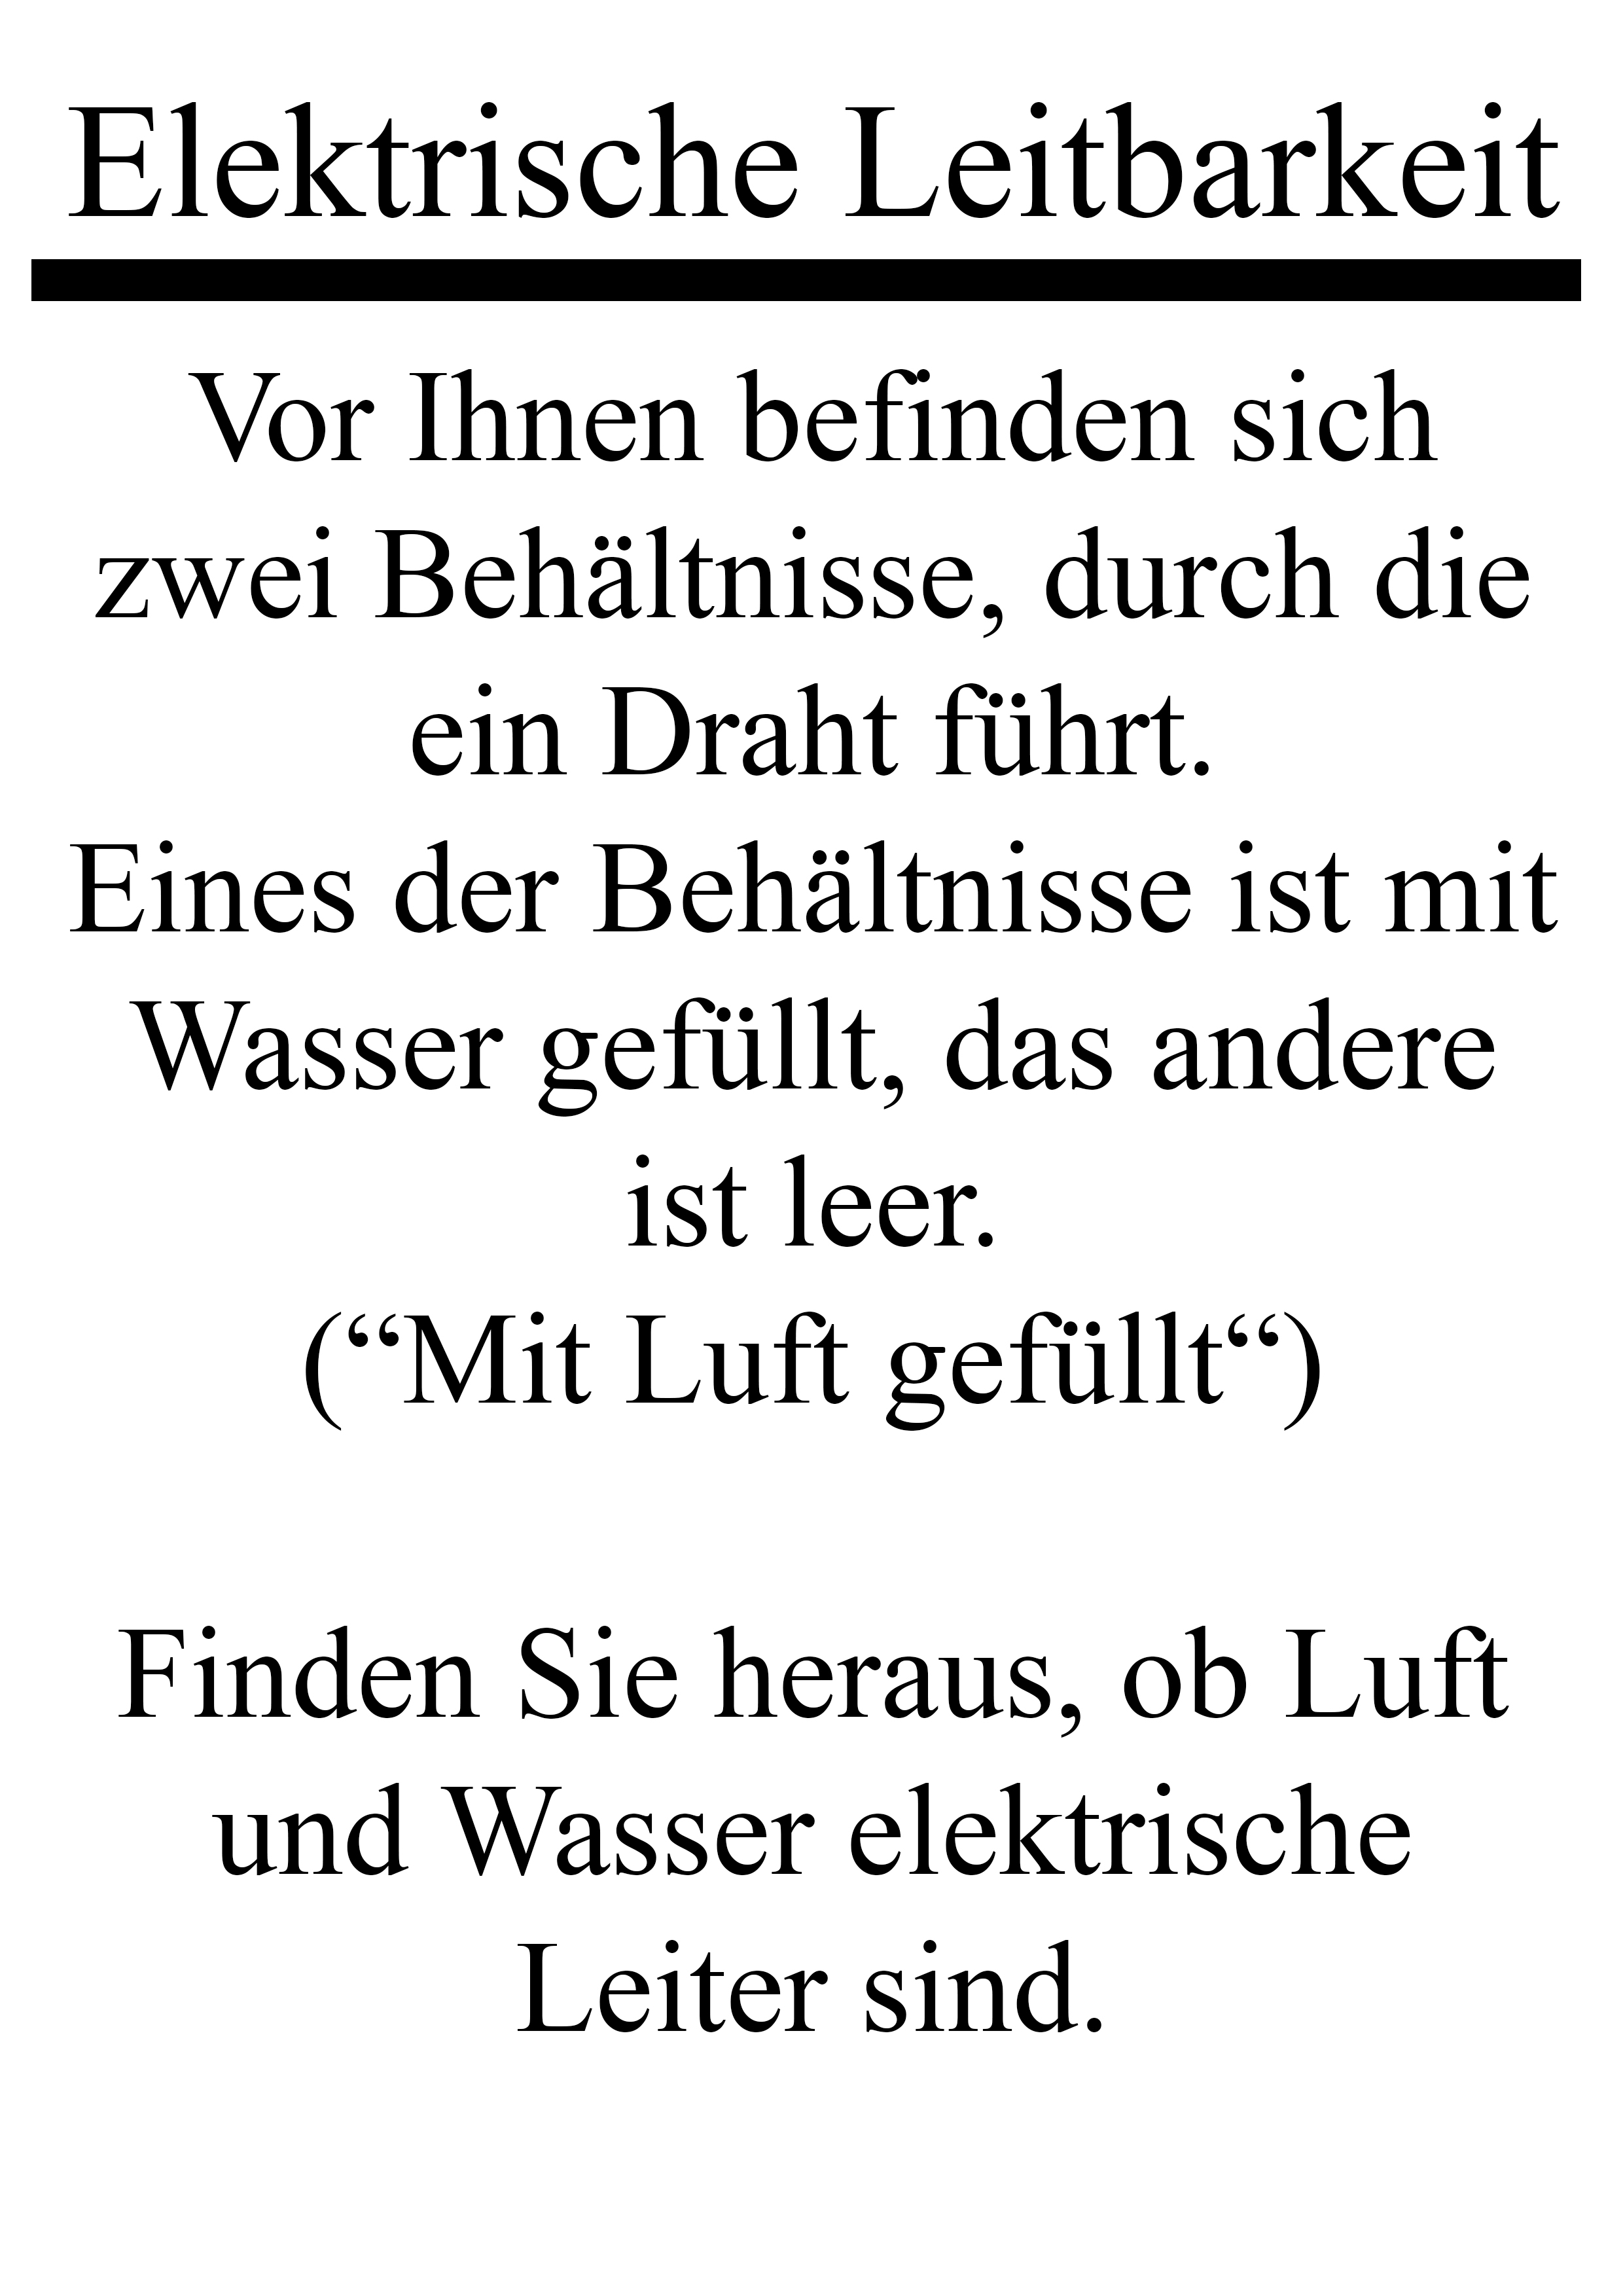 Elektrische Leitbarkeit
Vor Ihnen befinden sich
zwei Behältnisse, durch die
ein Draht führt.
Eines der Behältnisse ist mit
Wasser gefüllt, das andere
ist leer.
(“Mit Luft gefüllt“)
Finden Sie heraus, ob Luft
und Wasser elektrische
Leiter sind.